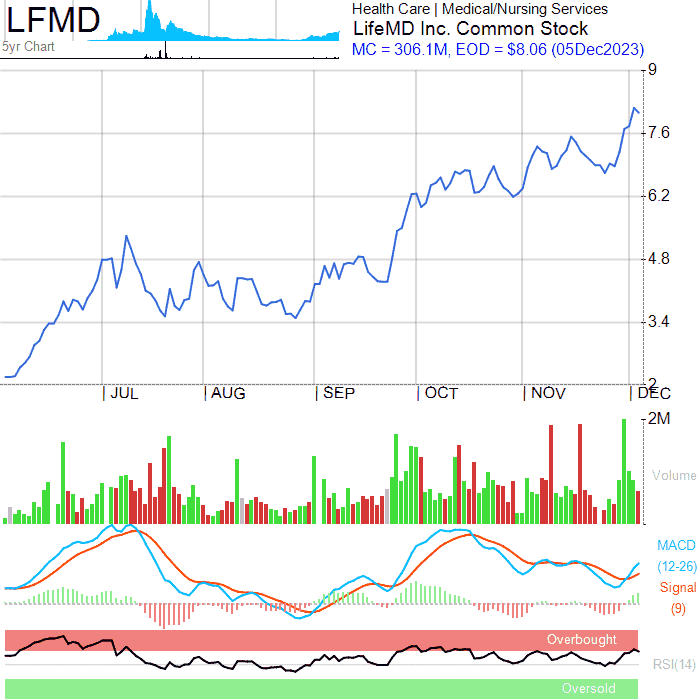 LFMD
5yr Chart
Health Care | Medical/Nursing Services
LifeMD Inc. Common Stock
MC = 306.1M, EOD = $8.06 (05Dec2023)
9
7.6
6.2
4.8
3.4
2
JUL AUG SEP OCT NOV DEC
2M
Volume
MACD
(12-26)
Signal
(9)
Overbought
RSI(14)
Oversold